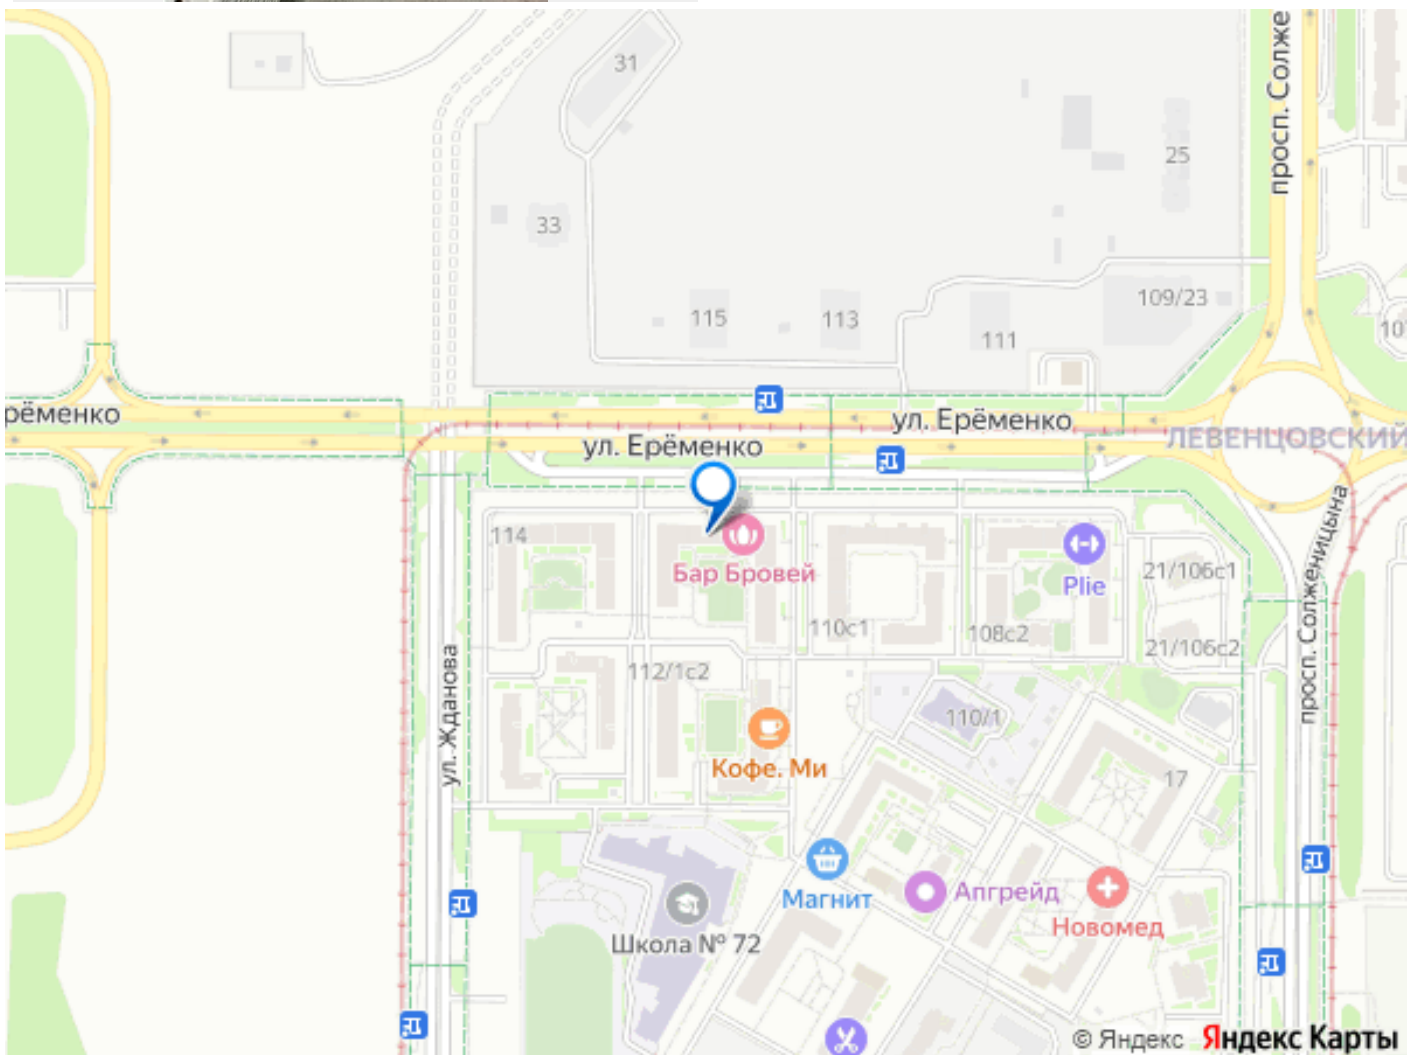 31
просп. Солже
25
33
109/23
115
113
111
10
рёменко
ул. Ерёменко
ул. Ерёменко
ЛЕВЕНЦОВСКИЙ
114
Бар Бровей
Plie
21/106с1
110с1
108с2
21/106с2
просп. Солженицына
112/1с2
ул. Жданова
110/1
Кофе. Ми
17
Магнит
Апгрейд
Новомед
Школа № 72
© Яндекс Яндекс Карты